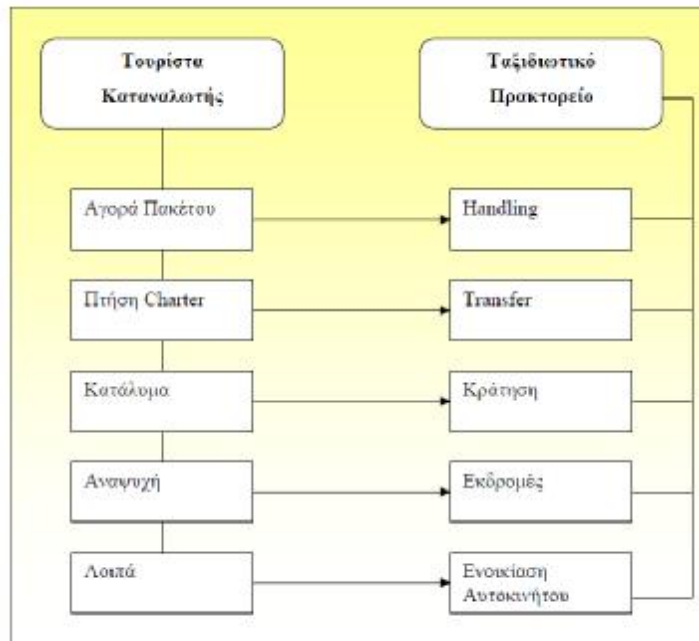 Τουρίστα
Καταναλωτής
Ταξιδιωτικό
Πρακτορείο
Αγορά Πακέτου
Handling
Πτήση Charter
Transfer
Κατάλυμα
Κράτηση
Αναψυχή
Εκδρομές
Λοιπά
Ενοικίαση
Αυτοκινήτου